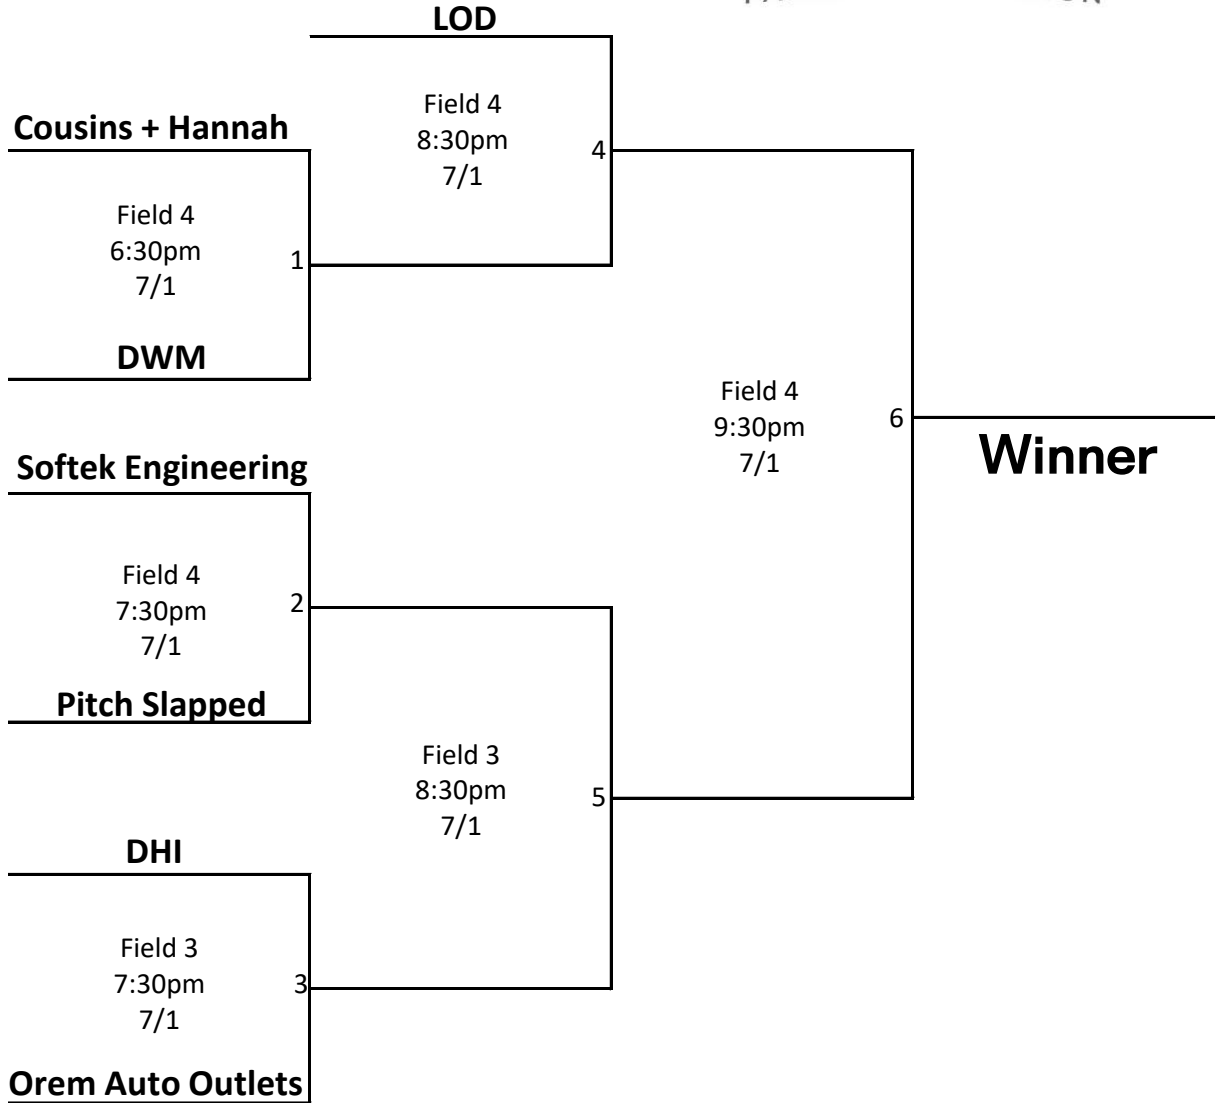 LOD
Field 4
8:30pm
7/1
4
Cousins + Hannah
Field 4
6:30pm
7/1
1
DWM
Field 4
9:30pm
7/1
6
Winner
Softek Engineering
Field 4
7:30pm
7/1
2
Pitch Slapped
Field 3
8:30pm
7/1
5
DHI
Field 3
7:30pm
7/1
3
Orem Auto Outlets